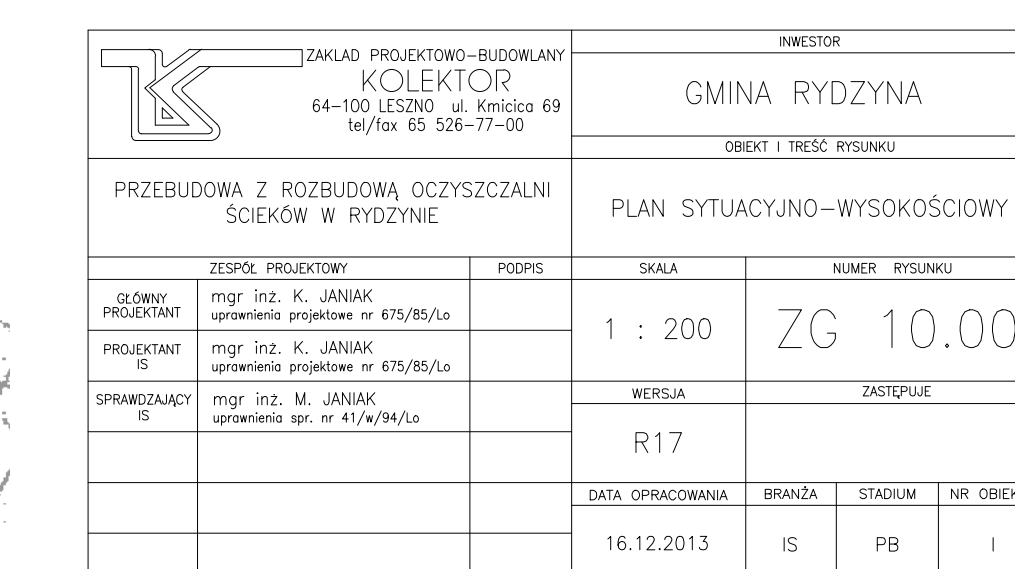 ZAKLAD PROJEKTOWO-BUDOWLANY
KOLEKTOR
64-100 LESZNO ul. Kmicica 69
tel/fax 65 526-77-00
INWESTOR
GMINA RYDZYNA
OBIEKT I TREŚĆ RYSUNKU
PRZEBUDOWA Z ROZBUDOWĄ OCZYSZCZALNI
ŚCIEKÓW W RYDZYNIE
PLAN SYTUACYJNO-WYSOKOŚCIOWY
ZESPÓŁ PROJEKTOWY
PODPIS
SKALA
NUMER RYSUNKU
GŁÓWNY
PROJEKTANT
mgr inż. K. JANIAK
uprawnienia projektowe nr 675/85/Lo
1 : 200
ZG 10.00
PROJEKTANT
IS
mgr inż. K. JANIAK
uprawnienia projektowe nr 675/85/Lo
SPRAWDZAJĄCY
IS
mgr inż. M. JANIAK
uprawnienia spr. nr 41/w/94/Lo
WERSJA
ZASTĘPUJE
R17
DATA OPRACOWANIA
BRANŻA
STADIUM
NR OBIEK
16.12.2013
IS
PB
I